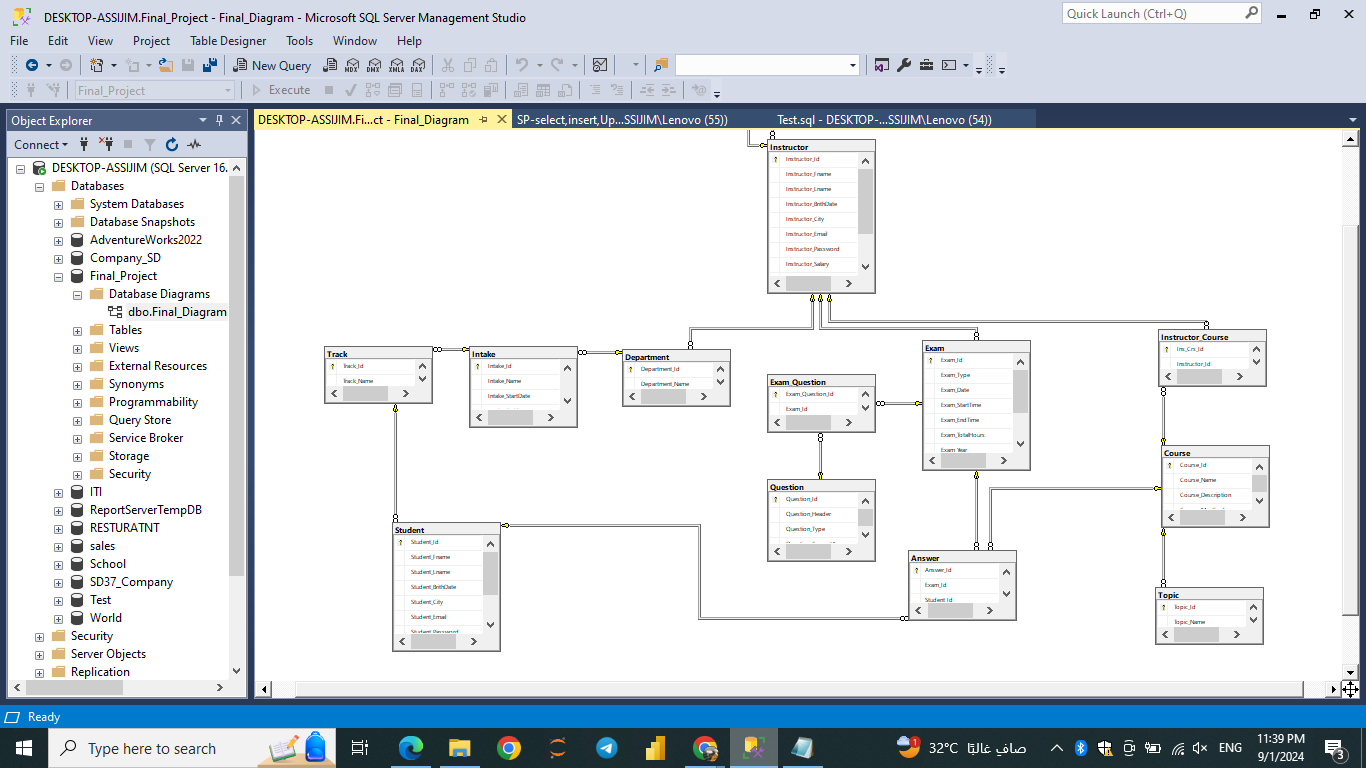 DESKTOP-ASSIJIM.Final_Project - Final_Diagram - Microsoft SQL Server Management Studio
Quick Launch (Ctrl+Q)
File Edit View Project Table Designer Tools Window Help
New Query MDX DMX XMLA DAX
Final_Project Execute
Object Explorer
DESKTOP-ASSIJIM.Fi...ct - Final_Diagram SP-select,insert,Up...SSIJIM\Lenovo (55)) Test.sql - DESKTOP-...SSIJIM\Lenovo (54))
Connect
DESKTOP-ASSIJIM (SQL Server 16.
Databases
System Databases
Database Snapshots
AdventureWorks2022
Company_SD
Final_Project
Database Diagrams
dbo.Final_Diagram
Tables
Views
External Resources
Synonyms
Programmability
Query Store
Service Broker
Storage
Security
ITI
ReportServerTempDB
RESTURATNT
sales
School
SD37_Company
Test
World
Security
Server Objects
Replication
Instructor
Instructor_Id
Instructor_Fname
Instructor_Lname
Instructor_BrithDate
Instructor_City
Instructor_Email
Instructor_Password
Instructor_Salary
Track
Track_Id
Track_Name
Intake
Intake_Id
Intake_Name
Intake_StartDate
Department
Department_Id
Department_Name
Exam
Exam_Id
Exam_Type
Exam_Date
Exam_StartTime
Exam_EndTime
Exam_TotalHours
Exam_Year
Instructor_Course
Ins_Crs_Id
Instructor_Id
Exam_Question
Exam_Question_Id
Exam_Id
Course
Course_Id
Course_Name
Course_Description
Question
Question_Id
Question_Header
Question_Type
Student
Student_Id
Student_Fname
Student_Lname
Student_BrithDate
Student_City
Student_Email
Student_Password
Answer
Answer_Id
Exam_Id
Student_Id
Topic
Topic_Id
Topic_Name
Ready
Type here to search
1
32°C صافٍ غالبًا
ENG
11:39 PM
9/1/2024
3